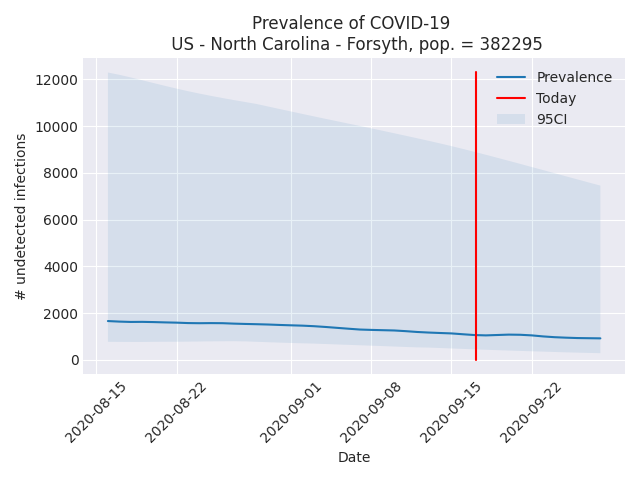 Prevalence of COVID-19
US - North Carolina - Forsyth, pop. = 382295
12000
10000
8000
6000
4000
2000
0
# undetected infections
Prevalence
Today
95CI
2020-08-15
2020-08-22
2020-09-01
2020-09-08
2020-09-15
2020-09-22
Date